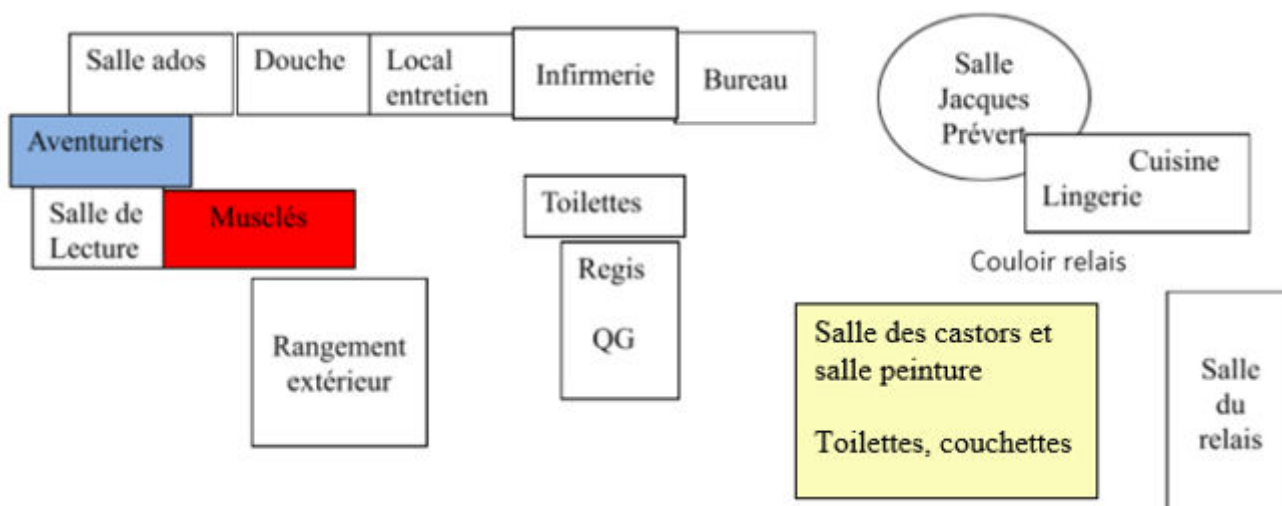 Salle ados
Douche
Local
entretien
Infirmerie
Bureau
Salle
Jacques
Prévert
Cuisine
Lingerie
Aventuriers
Salle de
Lecture
Musclés
Toilettes
Regis
QG
Couloir relais
Rangement
extérieur
Salle des castors et
salle peinture
Toilettes, couchettes
Salle
du
relais